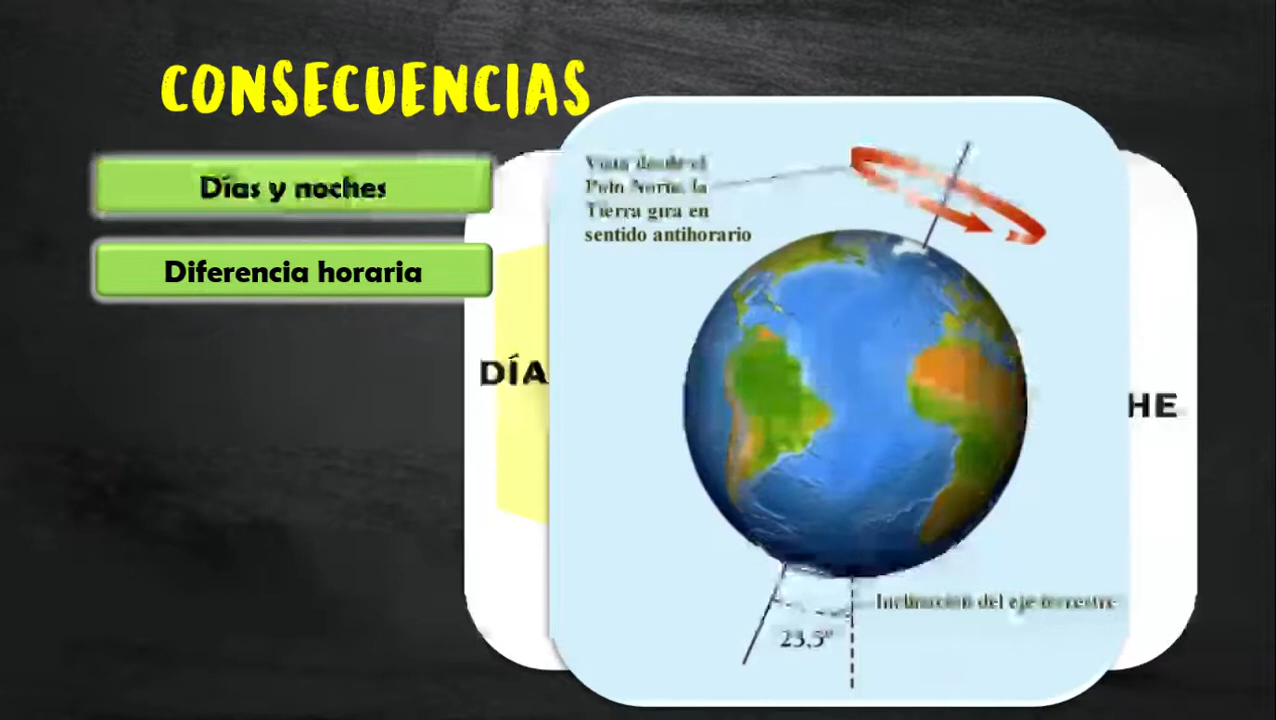 CONSECUENCIAS
Días y noches
Diferencia horaria
Vista desde el
Polo Norte, la
Tierra gira en
sentido antihorario
DÍA
HE
Inclinación del eje terrestre
23,5º